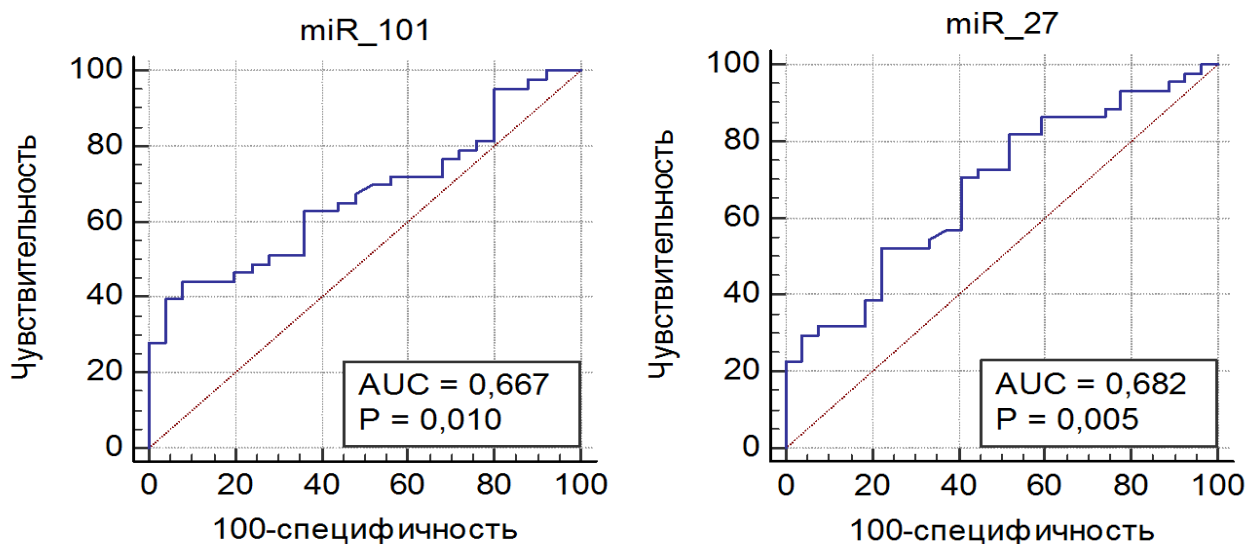 miR_101
Чувствительность
100
80
60
40
20
0
AUC = 0,667
P = 0,010
0 20 40 60 80 100
100-специфичность
miR_27
Чувствительность
100
80
60
40
20
0
AUC = 0,682
P = 0,005
0 20 40 60 80 100
100-специфичность